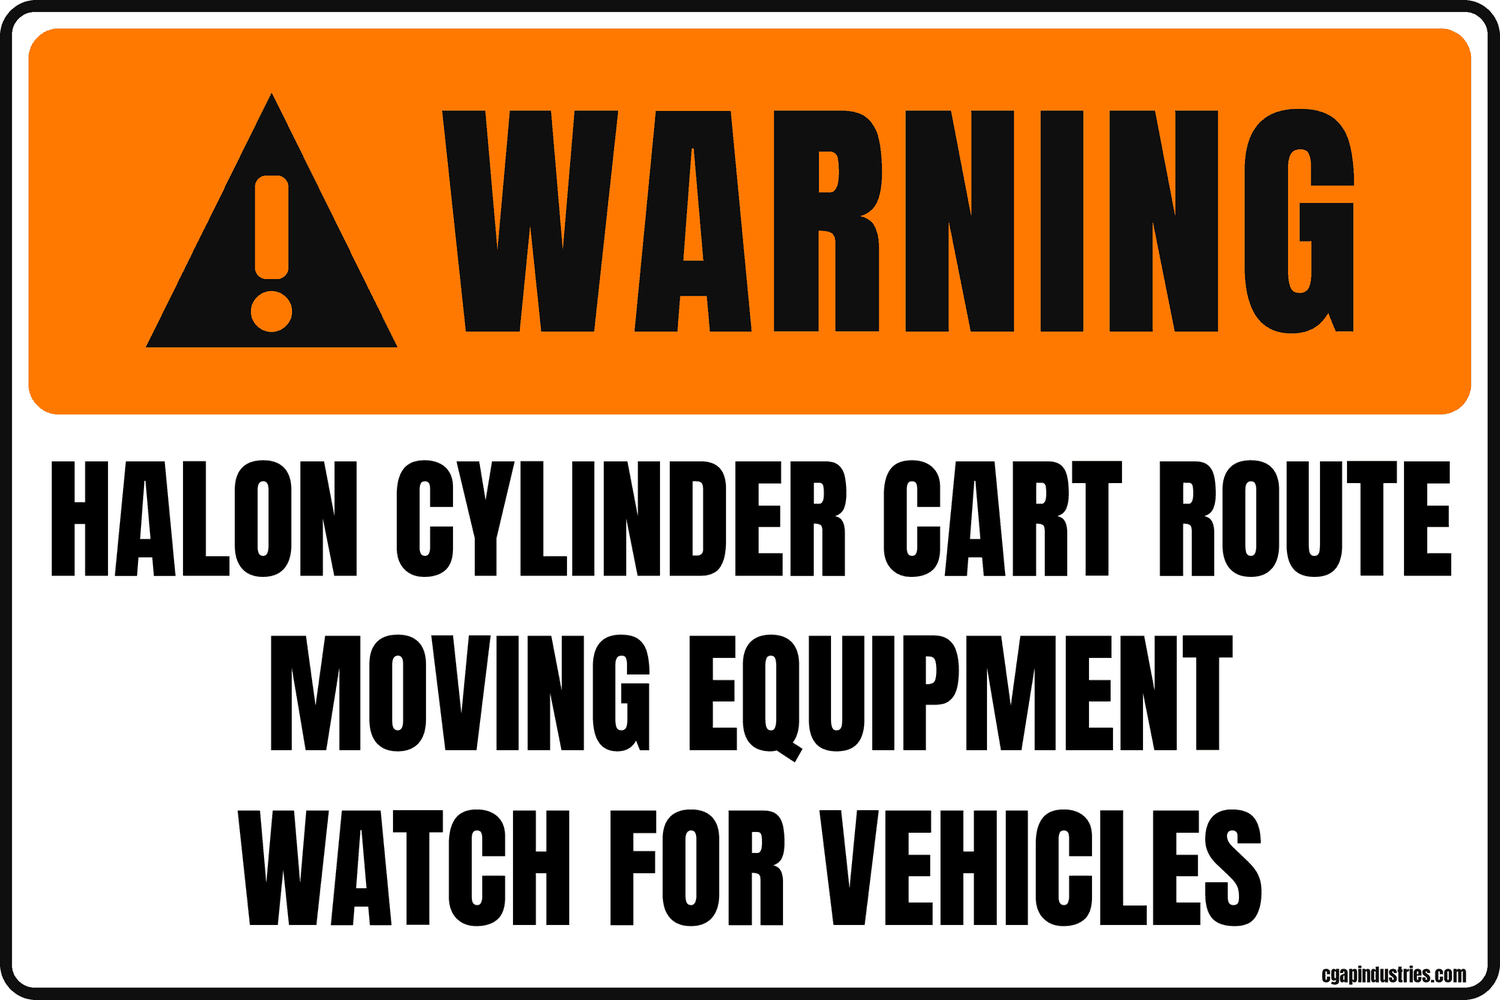 WARNING
HALON CYLINDER CART ROUTE
MOVING EQUIPMENT
WATCH FOR VEHICLES
cgapindustries.com